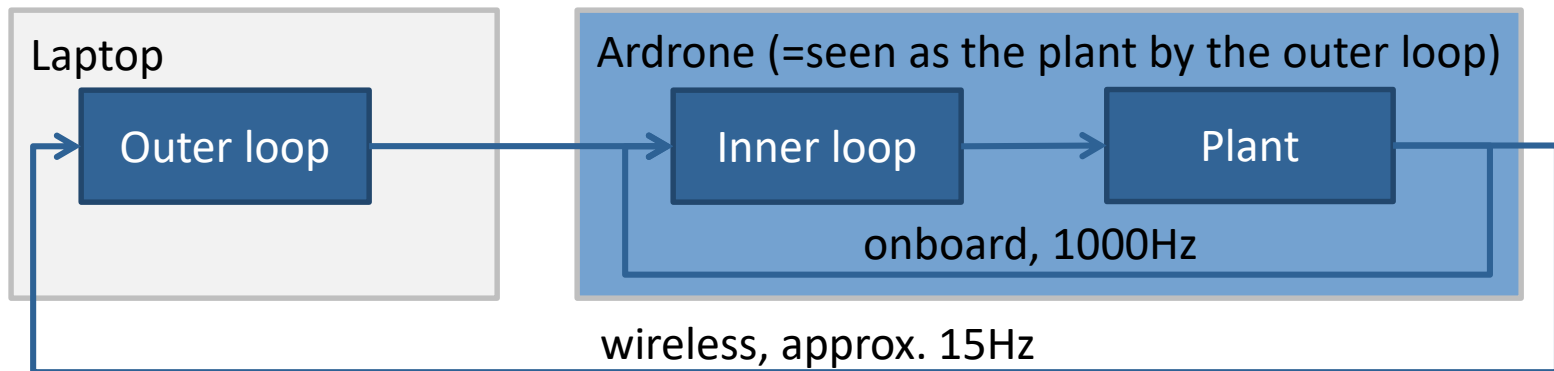 Laptop
Ardrone (=seen as the plant by the outer loop)
Outer loop
Inner loop
Plant
onboard, 1000Hz
wireless, approx. 15Hz